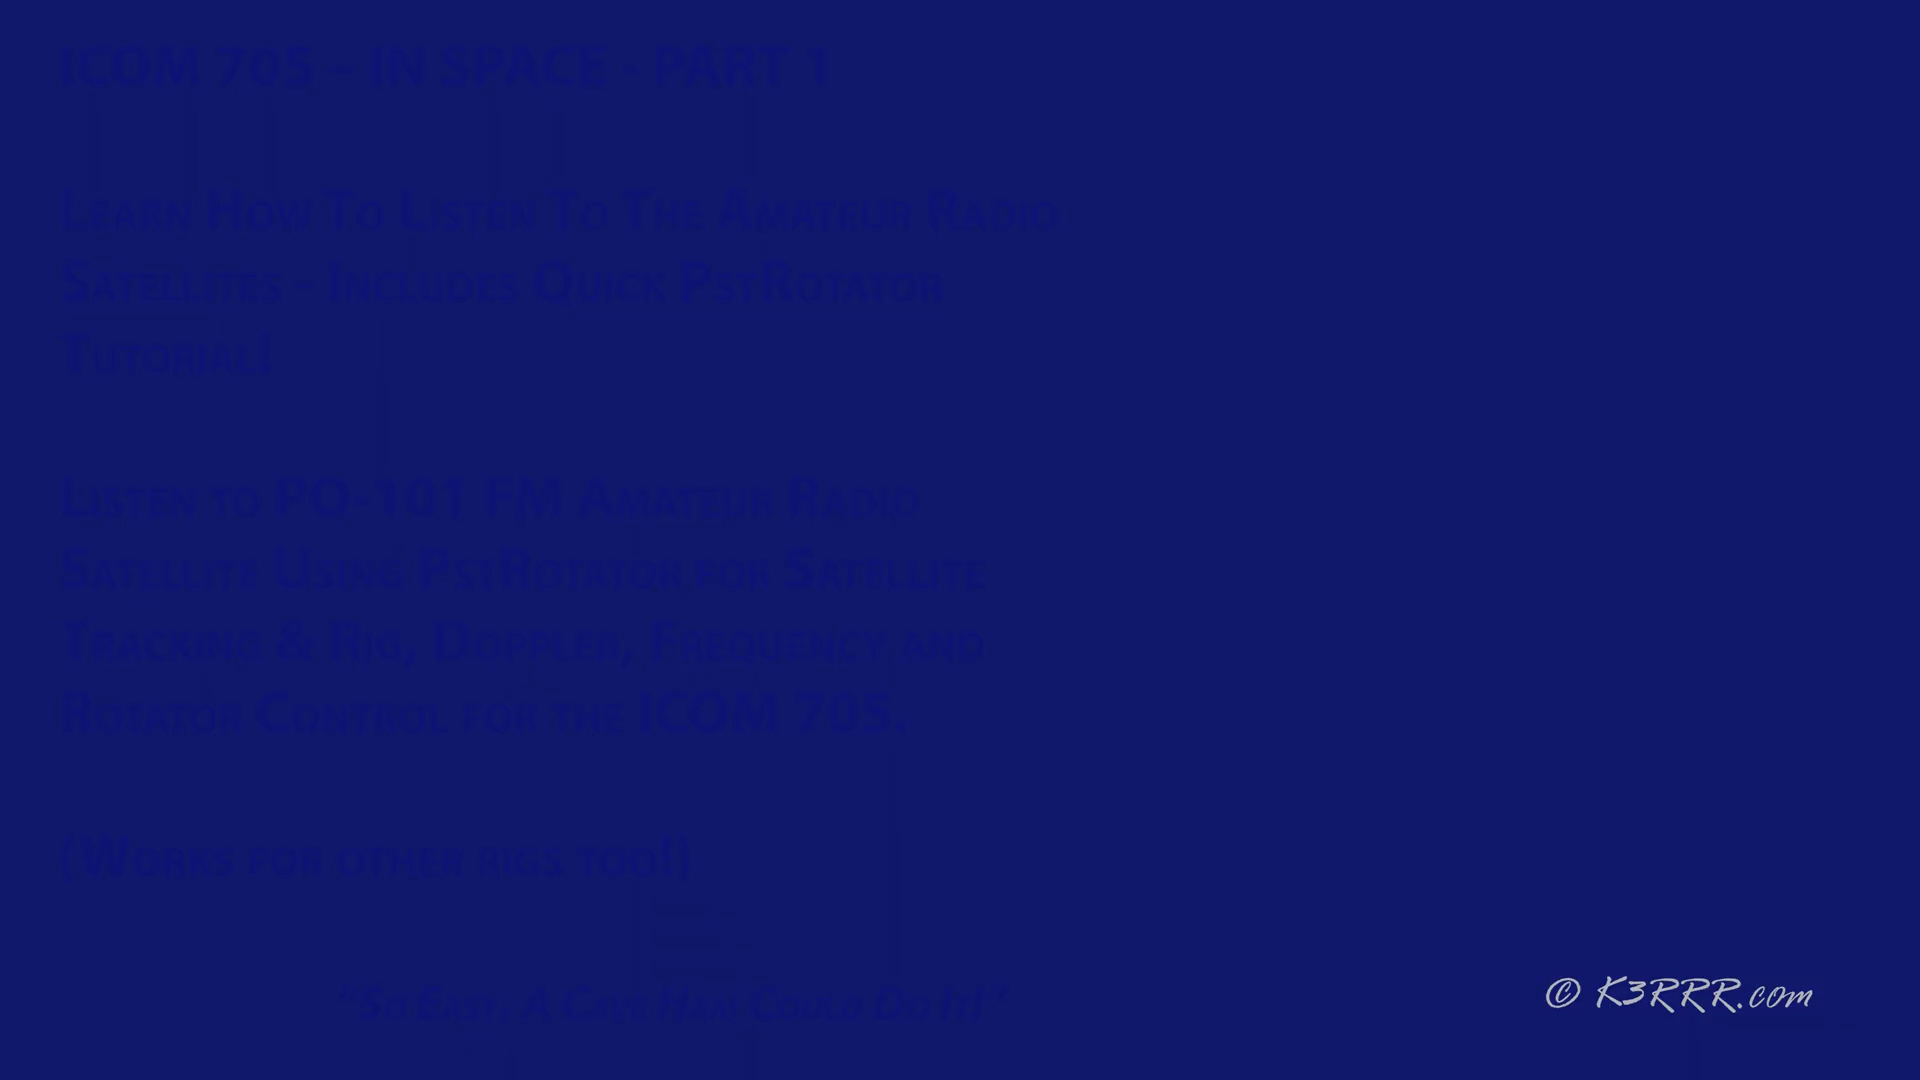 ICOM 705 – IN SPACE - PART 1
Learn How To Listen To The Amateur Radio
Satellites - Includes Quick PstRotator
Tutorial!
Listen to PO-101 FM Amateur Radio
Satellite Using PstRotator for Satellite
Tracking & Rig, Doppler, Frequency and
Rotator Control for the ICOM 705.
(Works for other rigs too!)
"So Easy, A Cave Ham Could Do It!"
© K3RRR.com